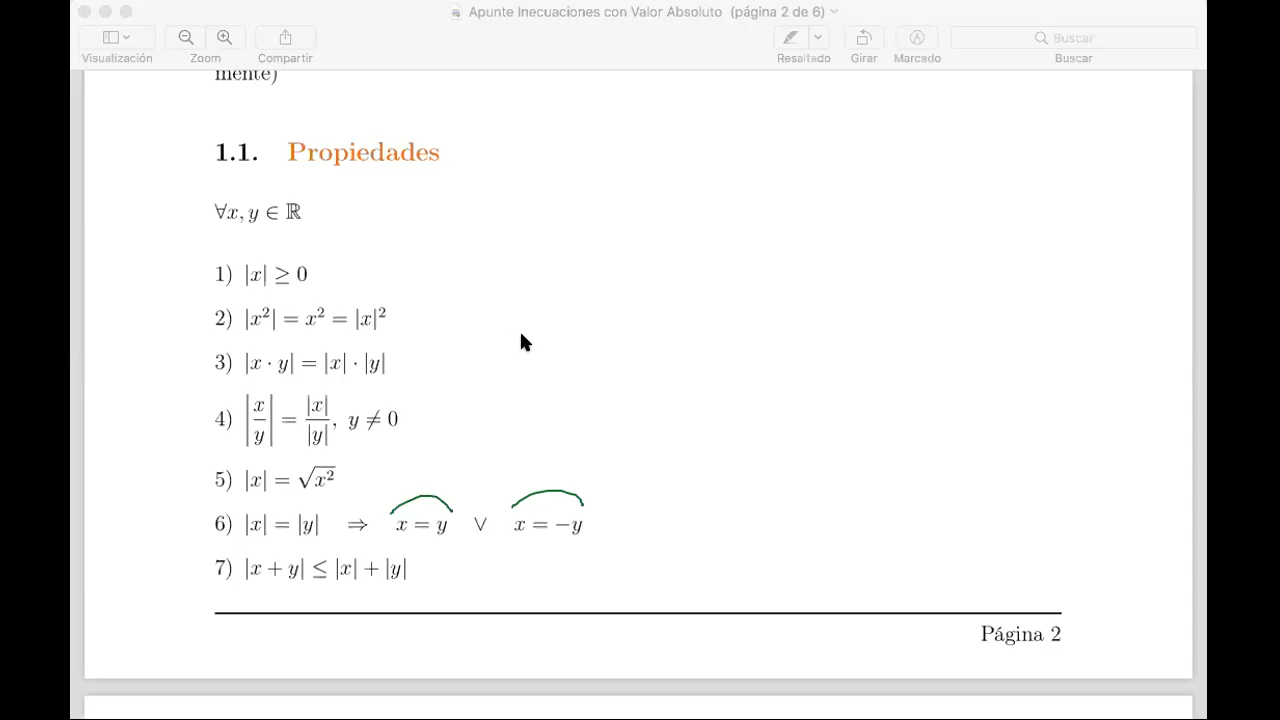 Apunte Inecuaciones con Valor Absoluto (página 2 de 6)
Visualización Zoom Compartir Resaltado Girar Marcado Buscar Buscar
mente)
1.1. Propiedades
∀x, y ∈ ℝ
1) |x| ≥ 0
2) |x²| = x² = |x|²
3) |x · y| = |x| · |y|
4) |x/y| = |x|/|y|, y ≠ 0
5) |x| = √x²
6) |x| = |y| ⇒ x = y ∨ x = −y
7) |x + y| ≤ |x| + |y|
Página 2